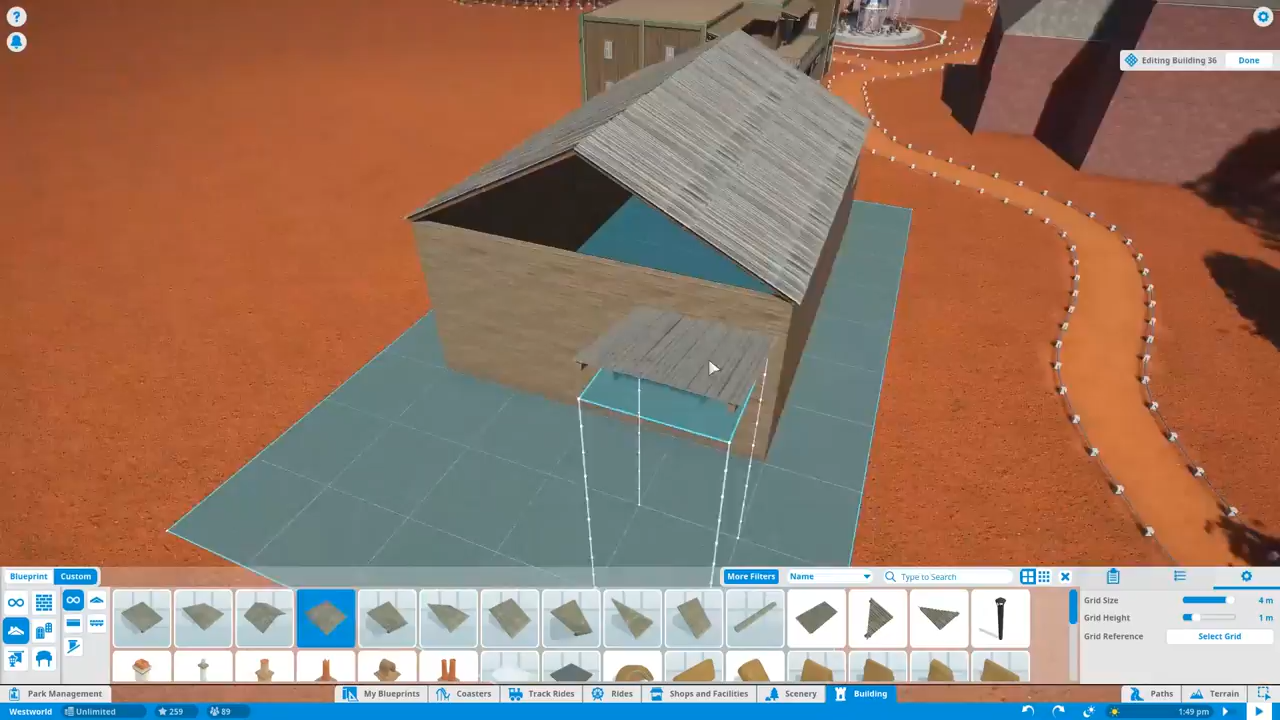 ?
Editing Building 36 Done
Blueprint Custom More Filters Name Type to Search
Grid Size 4 m
Grid Height 1 m
Grid Reference Select Grid
Park Management My Blueprints Coasters Track Rides Rides Shops and Facilities Scenery Building Paths Terrain
Westworld Unlimited 259 89 1:49 pm